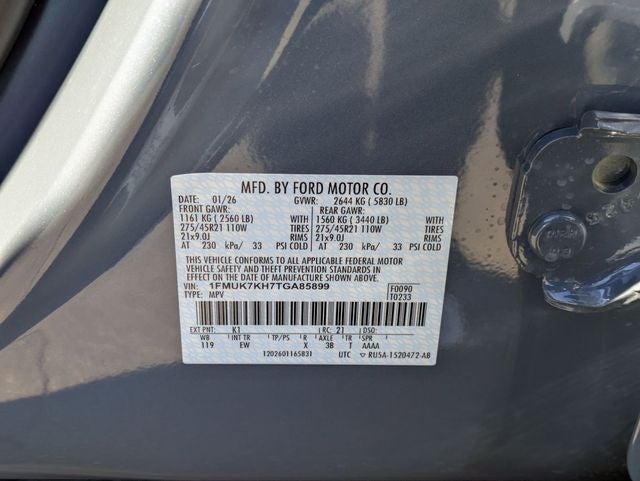 MFD. BY FORD MOTOR CO.
DATE: 01/26 GVWR: 2644 KG ( 5830 LB)
FRONT GAWR: REAR GAWR:
1161 KG ( 2560 LB) WITH 1560 KG ( 3440 LB) WITH
275/45R21 110W TIRES 275/45R21 110W TIRES
21x9.0J RIMS 21x9.0J RIMS
AT 230 kPa/ 33 PSI COLD AT 230 kPa/ 33 PSI COLD
THIS VEHICLE CONFORMS TO ALL APPLICABLE FEDERAL MOTOR
VEHICLE SAFETY AND THEFT PREVENTION STANDARDS IN
EFFECT ON THE DATE OF MANUFACTURE SHOWN ABOVE.
VIN: 1FMUK7KH7TGA85899 F0090
TYPE: MPV T0233
EXT PNT: K1 RC: 21 DSO:
WB INT TR TP/PS R AXLE TR SPR
119 EW X 3B T AAAA
1202601165831 UTC RU5A-1520472-AB